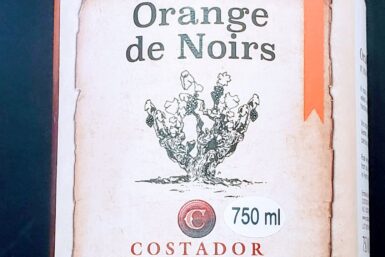 Orange
de Noirs
C
750 ml
COSTADOR